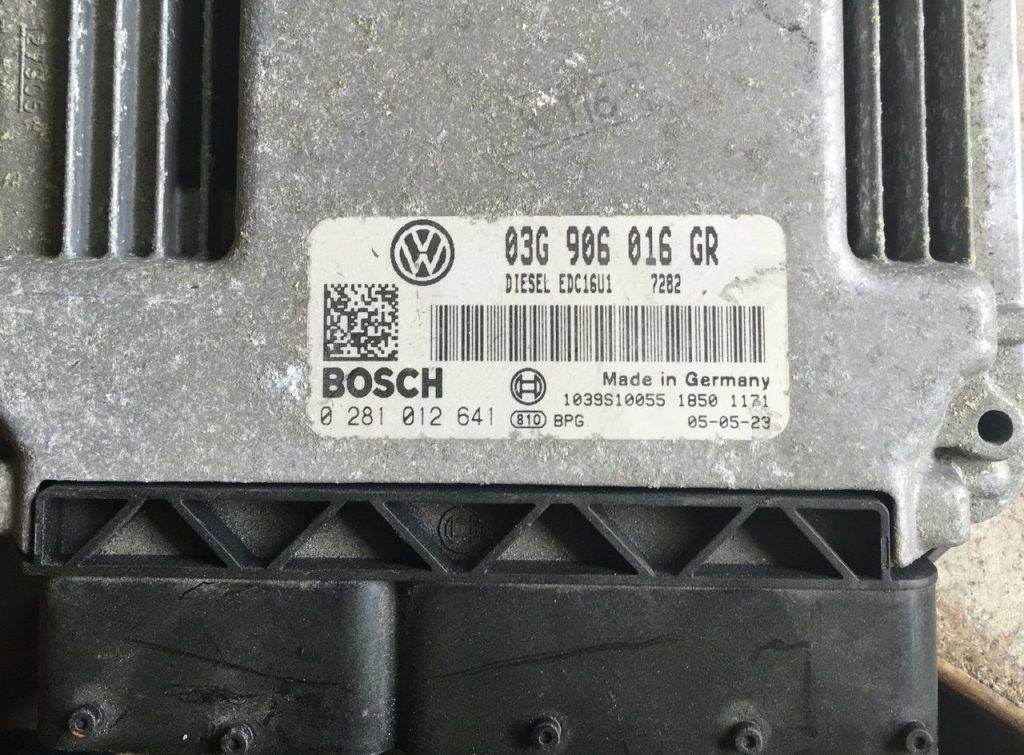 03G 906 016 GR
DIESEL EDC16U1 7282
BOSCH
Made in Germany
1039S10055 1850 1171
0 281 012 641 810 BPG 05-05-23